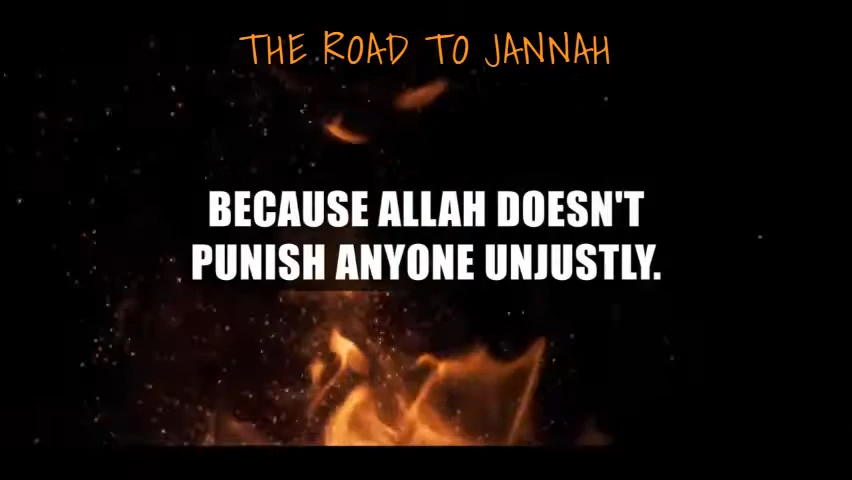 THE ROAD TO JANNAH
BECAUSE ALLAH DOESN'T
PUNISH ANYONE UNJUSTLY.